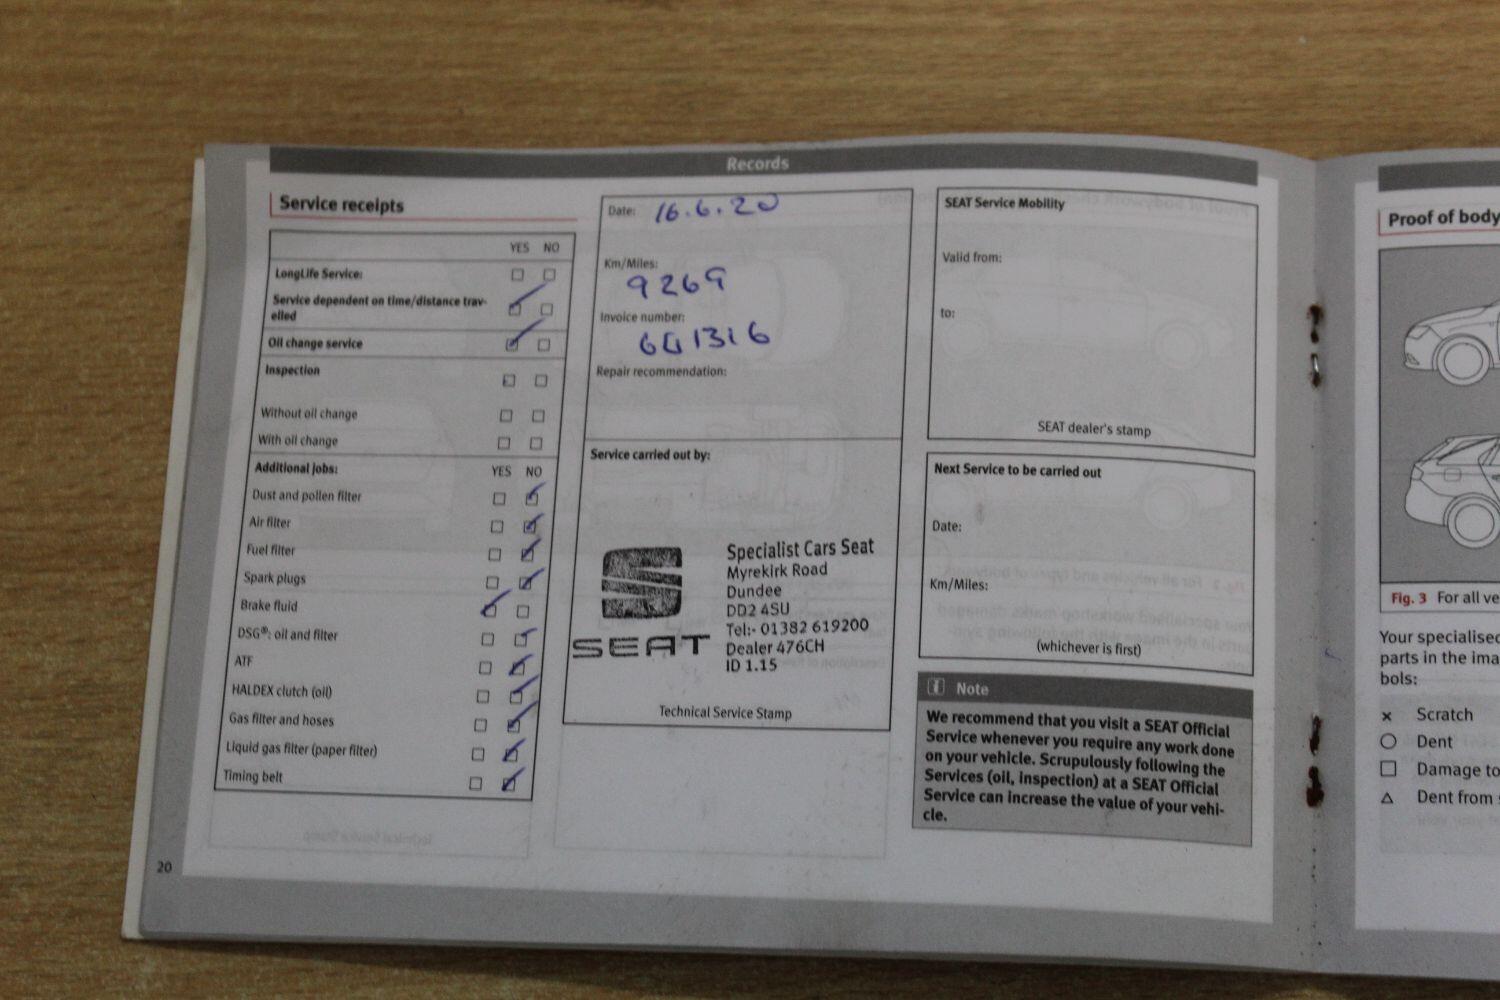 Records
Service receipts
YES NO
LongLife Service:
Service dependent on time/distance trav-
elled
Oil change service
Inspection
Without oil change
With oil change
Additional jobs: YES NO
Dust and pollen filter
Air filter
Fuel filter
Spark plugs
Brake fluid
DSG®: oil and filter
ATF
HALDEX clutch (oil)
Gas filter and hoses
Liquid gas filter (paper filter)
Timing belt
20
Date: 16.6.20
Km/Miles:
9269
Invoice number:
Repair recommendation:
Service carried out by:
SEAT
Specialist Cars Seat
Myrekirk Road
Dundee
DD2 4SU
Tel:- 01382 619200
Dealer 476CH
ID 1.15
Technical Service Stamp
SEAT Service Mobility
Valid from:
to:
SEAT dealer's stamp
Next Service to be carried out
Date:
Km/Miles:
(whichever is first)
Note
We recommend that you visit a SEAT Official
Service whenever you require any work done
on your vehicle. Scrupulously following the
Services (oil, inspection) at a SEAT Official
Service can increase the value of your vehi-
cle.
Proof of body
Fig. 3 For all ve
Your specialised
parts in the ima
bols:
× Scratch
Dent
Damage to
Dent from s